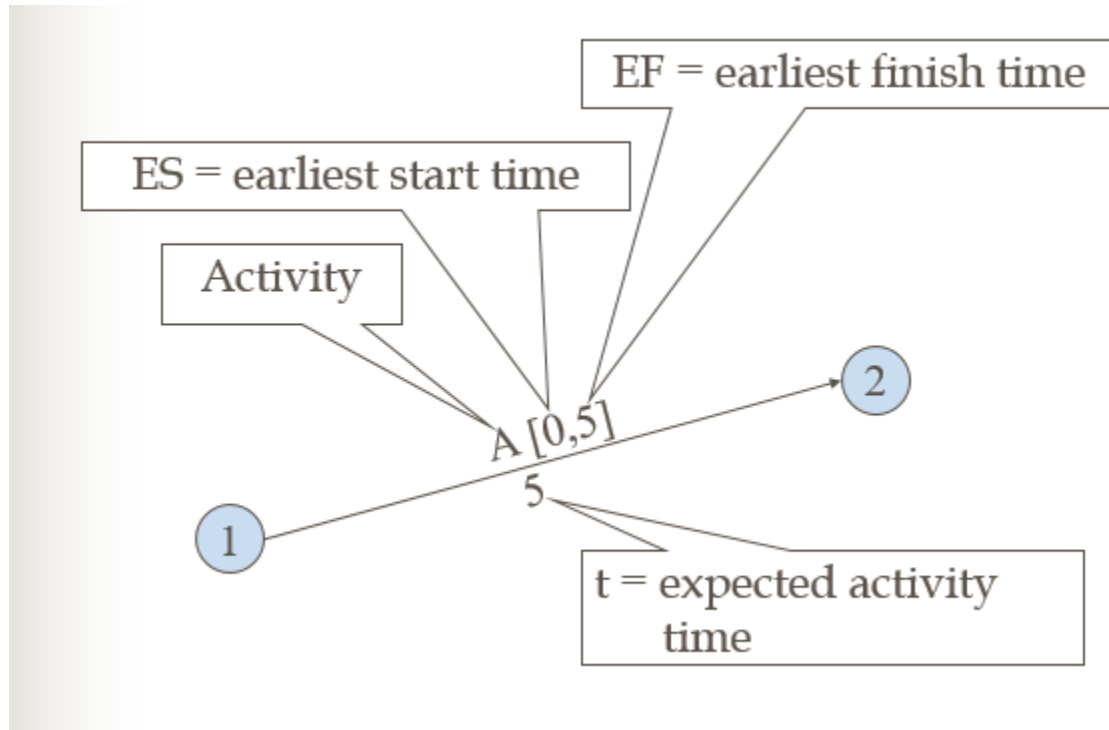 EF = earliest finish time
ES = earliest start time
Activity
2
A [0,5]
5
1
t = expected activity
time